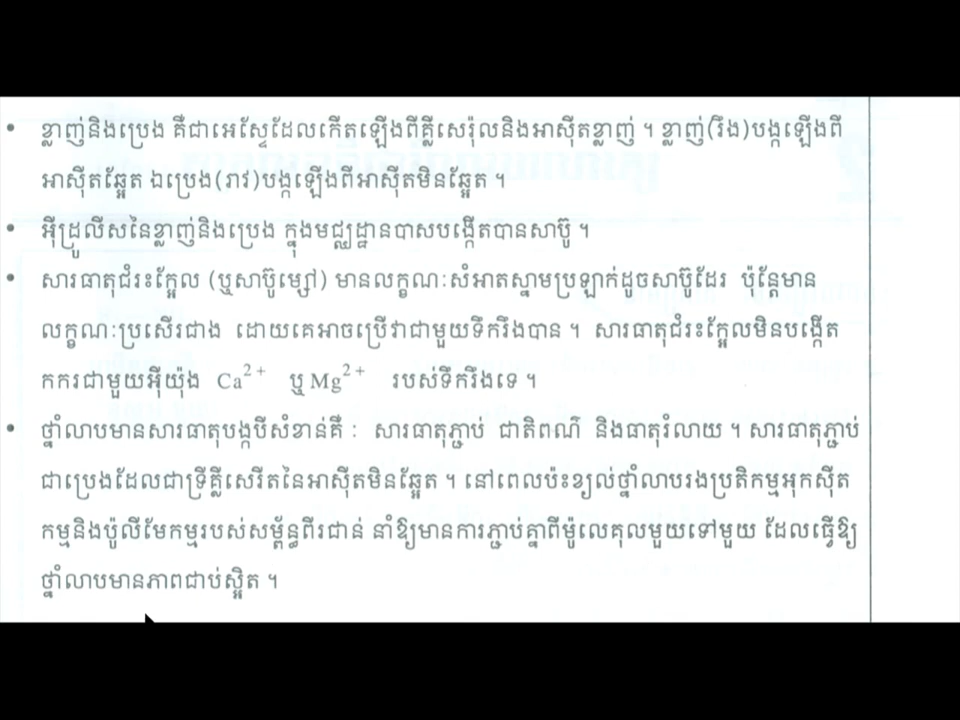 • ខ្លាញ់និងប្រេង គឺជាអេស្ទែដែលកើតឡើងពីគ្លីសេរ៉ុលនិងអាស៊ីតខ្លាញ់ ។ ខ្លាញ់(រឹង)បង្កឡើងពី
អាស៊ីតឆ្អែត ឯប្រេង(រាវ)បង្កឡើងពីអាស៊ីតមិនឆ្អែត ។
• អ៊ីដ្រូលីសនៃខ្លាញ់និងប្រេង ក្នុងមជ្ឈដ្ឋានបាសបង្កើតបានសាប៊ូ ។
• សារធាតុជំរះក្អែល (ឬសាប៊ូម្សៅ) មានលក្ខណៈសំអាតស្នាមប្រឡាក់ដូចសាប៊ូដែរ ប៉ុន្តែមាន
លក្ខណៈប្រសើរជាង ដោយគេអាចប្រើវាជាមួយទឹករឹងបាន ។ សារធាតុជំរះក្អែលមិនបង្កើត
កករជាមួយអ៊ីយ៉ុង Ca²⁺ ឬ Mg²⁺ របស់ទឹករឹងទេ ។
• ថ្នាំលាបមានសារធាតុបង្កបីសំខាន់គឺ : សារធាតុភ្ជាប់ ជាតិពណ៌ និងធាតុរំលាយ ។ សារធាតុភ្ជាប់
ជាប្រេងដែលជាទ្រីគ្លីសេរីតនៃអាស៊ីតមិនឆ្អែត ។ នៅពេលប៉ះខ្យល់ថ្នាំលាបរងប្រតិកម្មអុកស៊ីត
កម្មនិងប៉ូលីមែកម្មរបស់សម្ព័ន្ធពីរជាន់ នាំឱ្យមានការភ្ជាប់គ្នាពីម៉ូលេគុលមួយទៅមួយ ដែលធ្វើឱ្យ
ថ្នាំលាបមានភាពជាប់ស្អិត ។